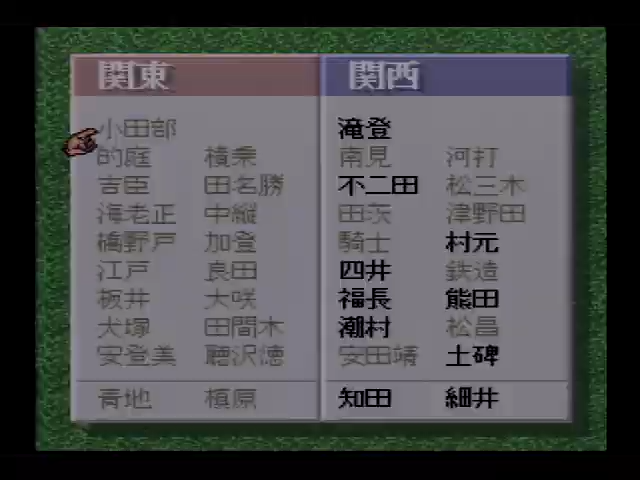 関東
小田部
的庭 横乗
吉臣 田名勝
海老正 中縦
橋野戸 加登
江戸 良田
板井 大咲
犬塚 田間木
安登美 聴沢徳
青地 槙原
関西
滝登
南見 河打
不二田 松三木
田茨 津野田
騎士 村元
四井 鉄造
福長 熊田
潮村 松昌
安田靖 土碑
知田 細井